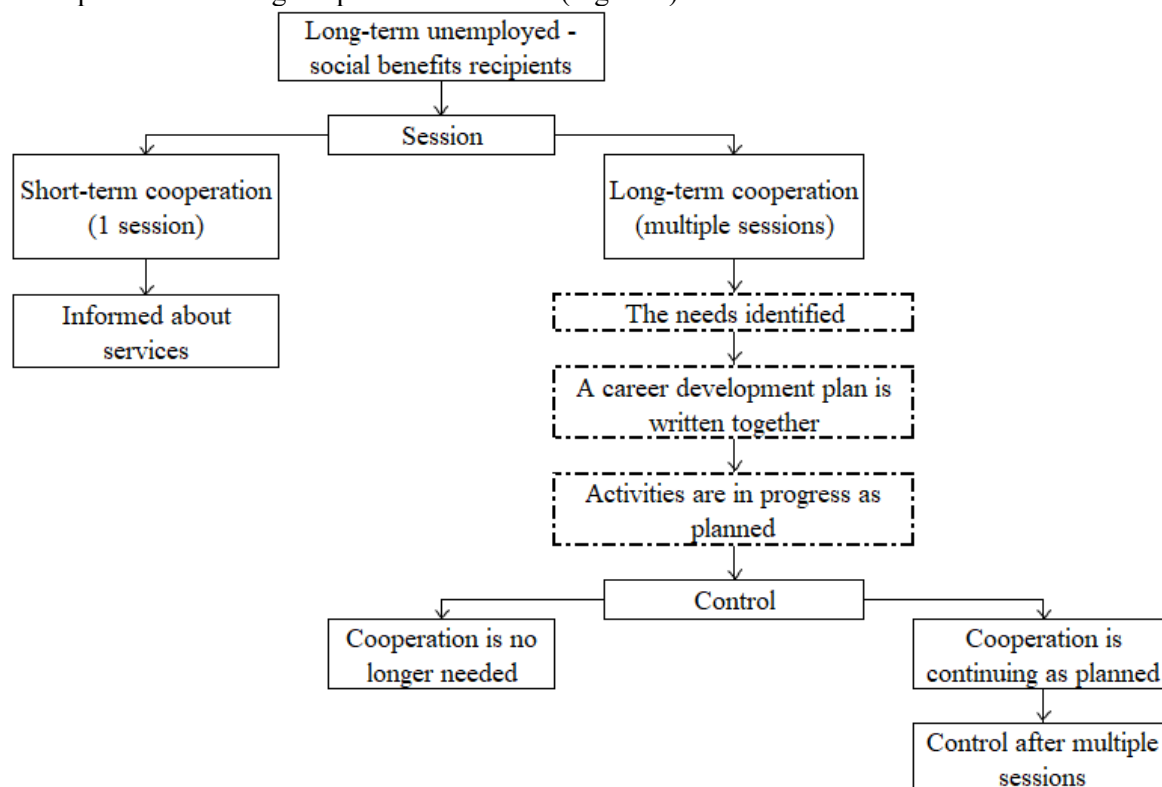 Long-term unemployed -
social benefits recipients
Session
Short-term cooperation
(1 session)
Long-term cooperation
(multiple sessions)
Informed about
services
The needs identified
A career development plan is
written together
Activities are in progress as
planned
Control
Cooperation is no
longer needed
Cooperation is
continuing as planned
Control after multiple
sessions